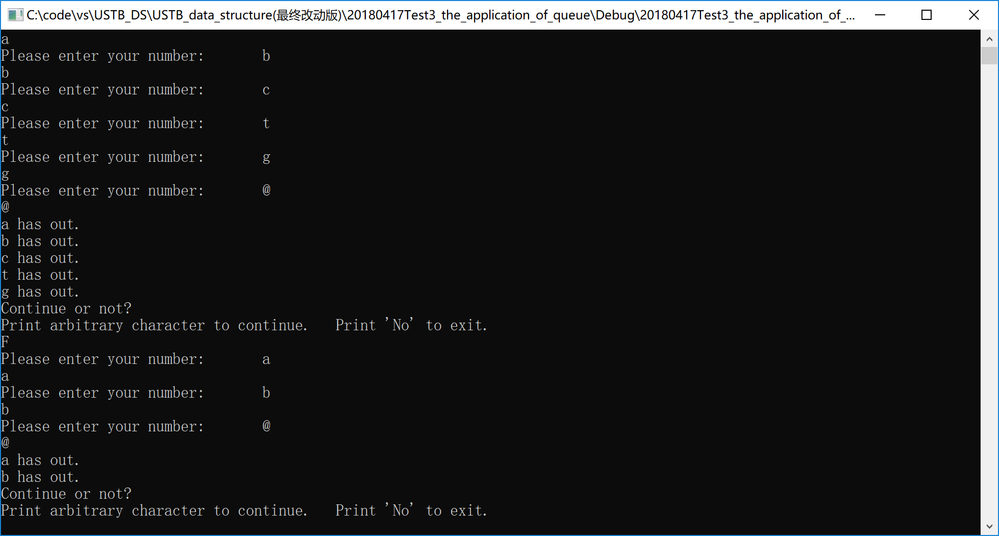 C:\code\vs\USTB_DS\USTB_data_structure(最终改动版)\20180417Test3_the_application_of_queue\Debug\20180417Test3_the_application_of_...
a
Please enter your number: b
b
Please enter your number: c
c
Please enter your number: t
t
Please enter your number: g
g
Please enter your number: @
@
a has out.
b has out.
c has out.
t has out.
g has out.
Continue or not?
Print arbitrary character to continue. Print 'No' to exit.
F
Please enter your number: a
a
Please enter your number: b
b
Please enter your number: @
@
a has out.
b has out.
Continue or not?
Print arbitrary character to continue. Print 'No' to exit.